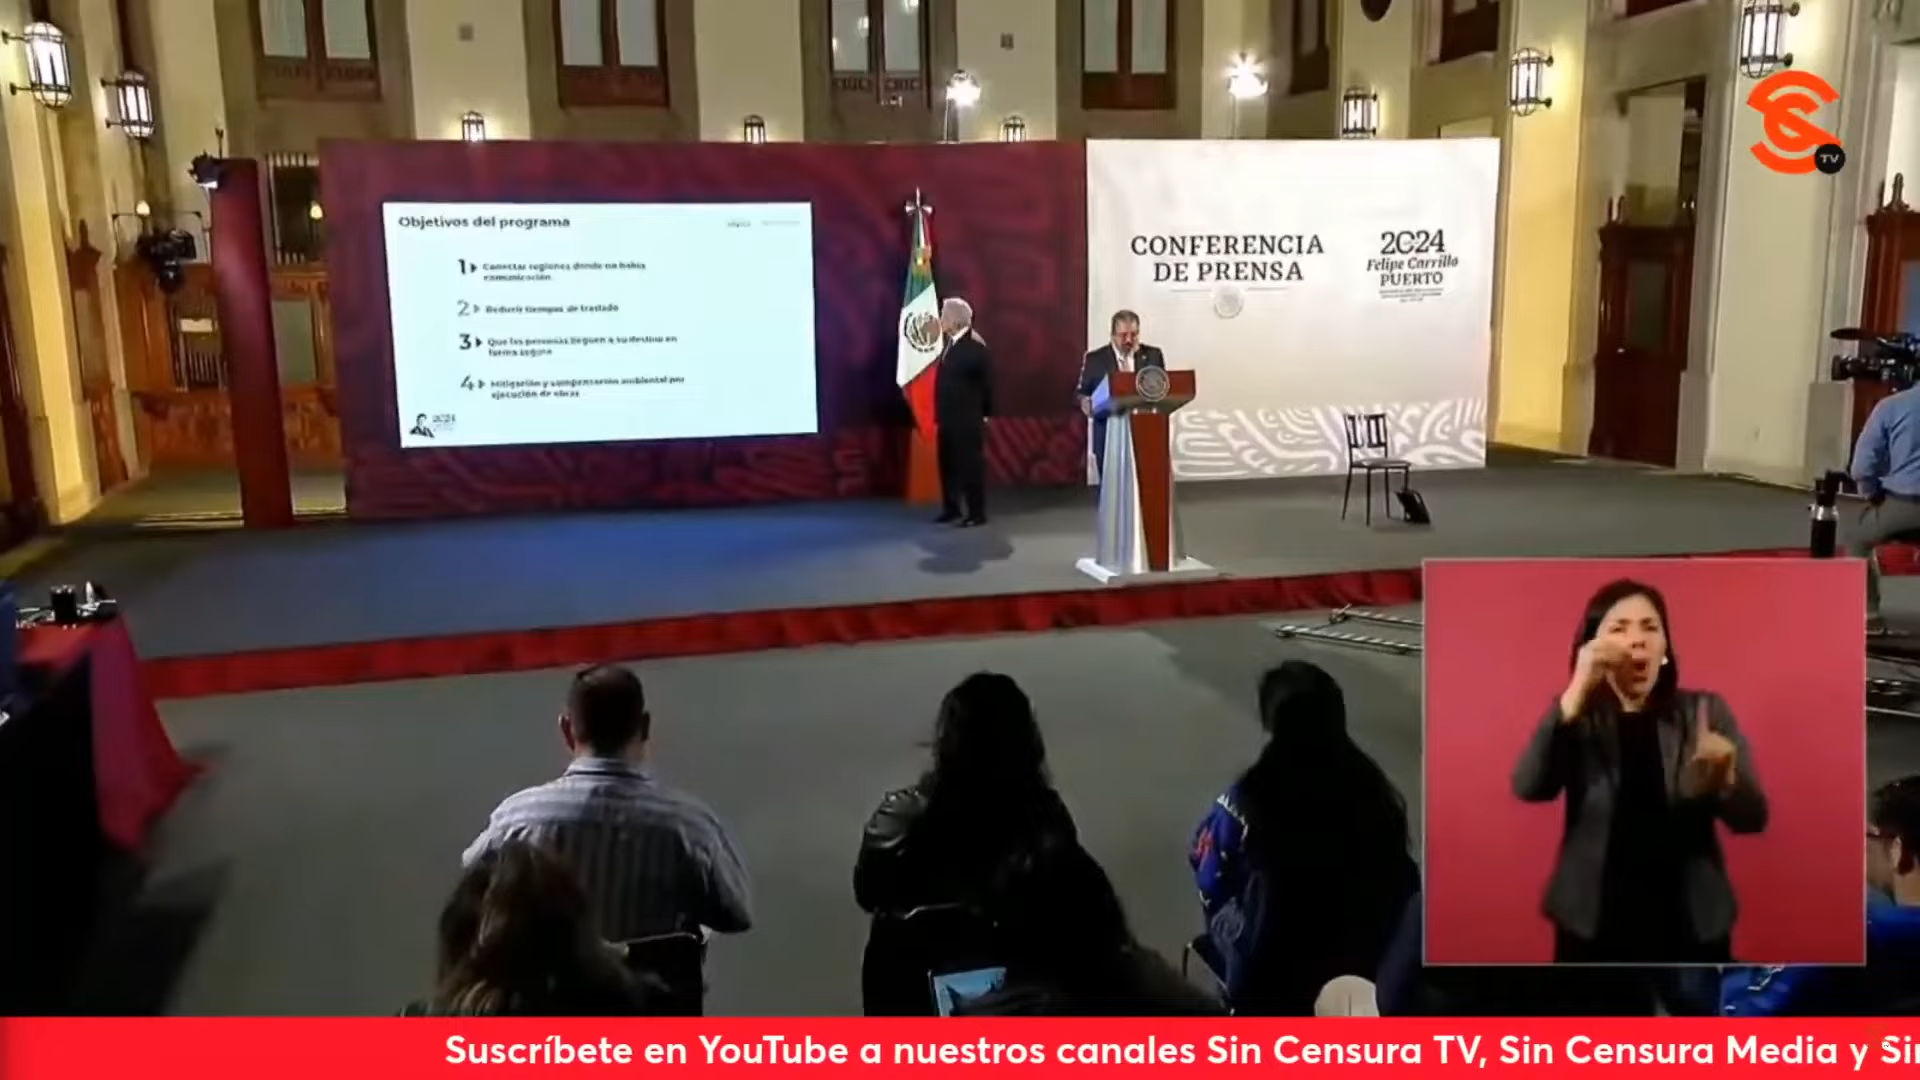 TV
Objetivos del programa
CONFERENCIA
DE PRENSA
2024
Felipe Carrillo
PUERTO
1 Conectar regiones donde no había
comunicación
2 Reducir tiempos de traslado
3 Que las personas lleguen a su destino en
forma segura
4 Mitigación y compensación ambiental por
ejecución de obras
2024
Suscríbete en YouTube a nuestros canales Sin Censura TV, Sin Censura Media y Sin